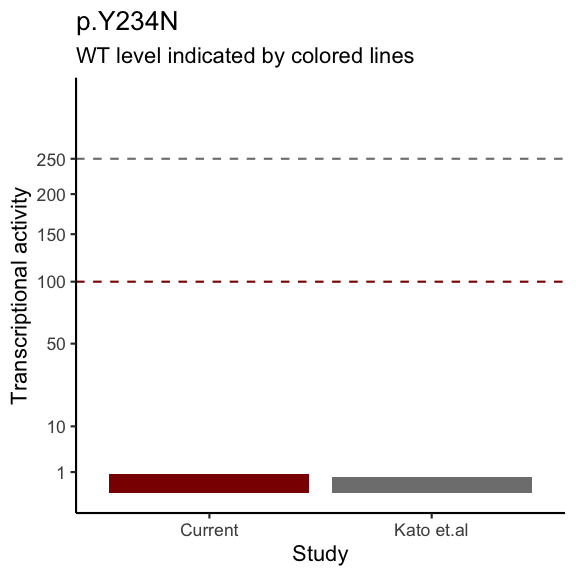 p.Y234N
WT level indicated by colored lines
250
200
150
100
50
10
1
Transcriptional activity
Current
Kato et.al
Study